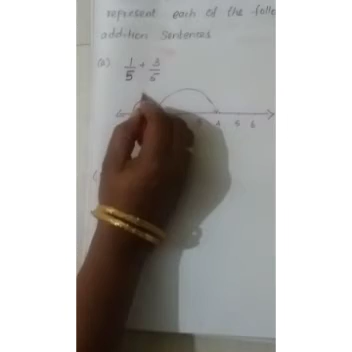 represent each of the follo
addition sentences
(a) 1/5 + 3/5
4 5 6